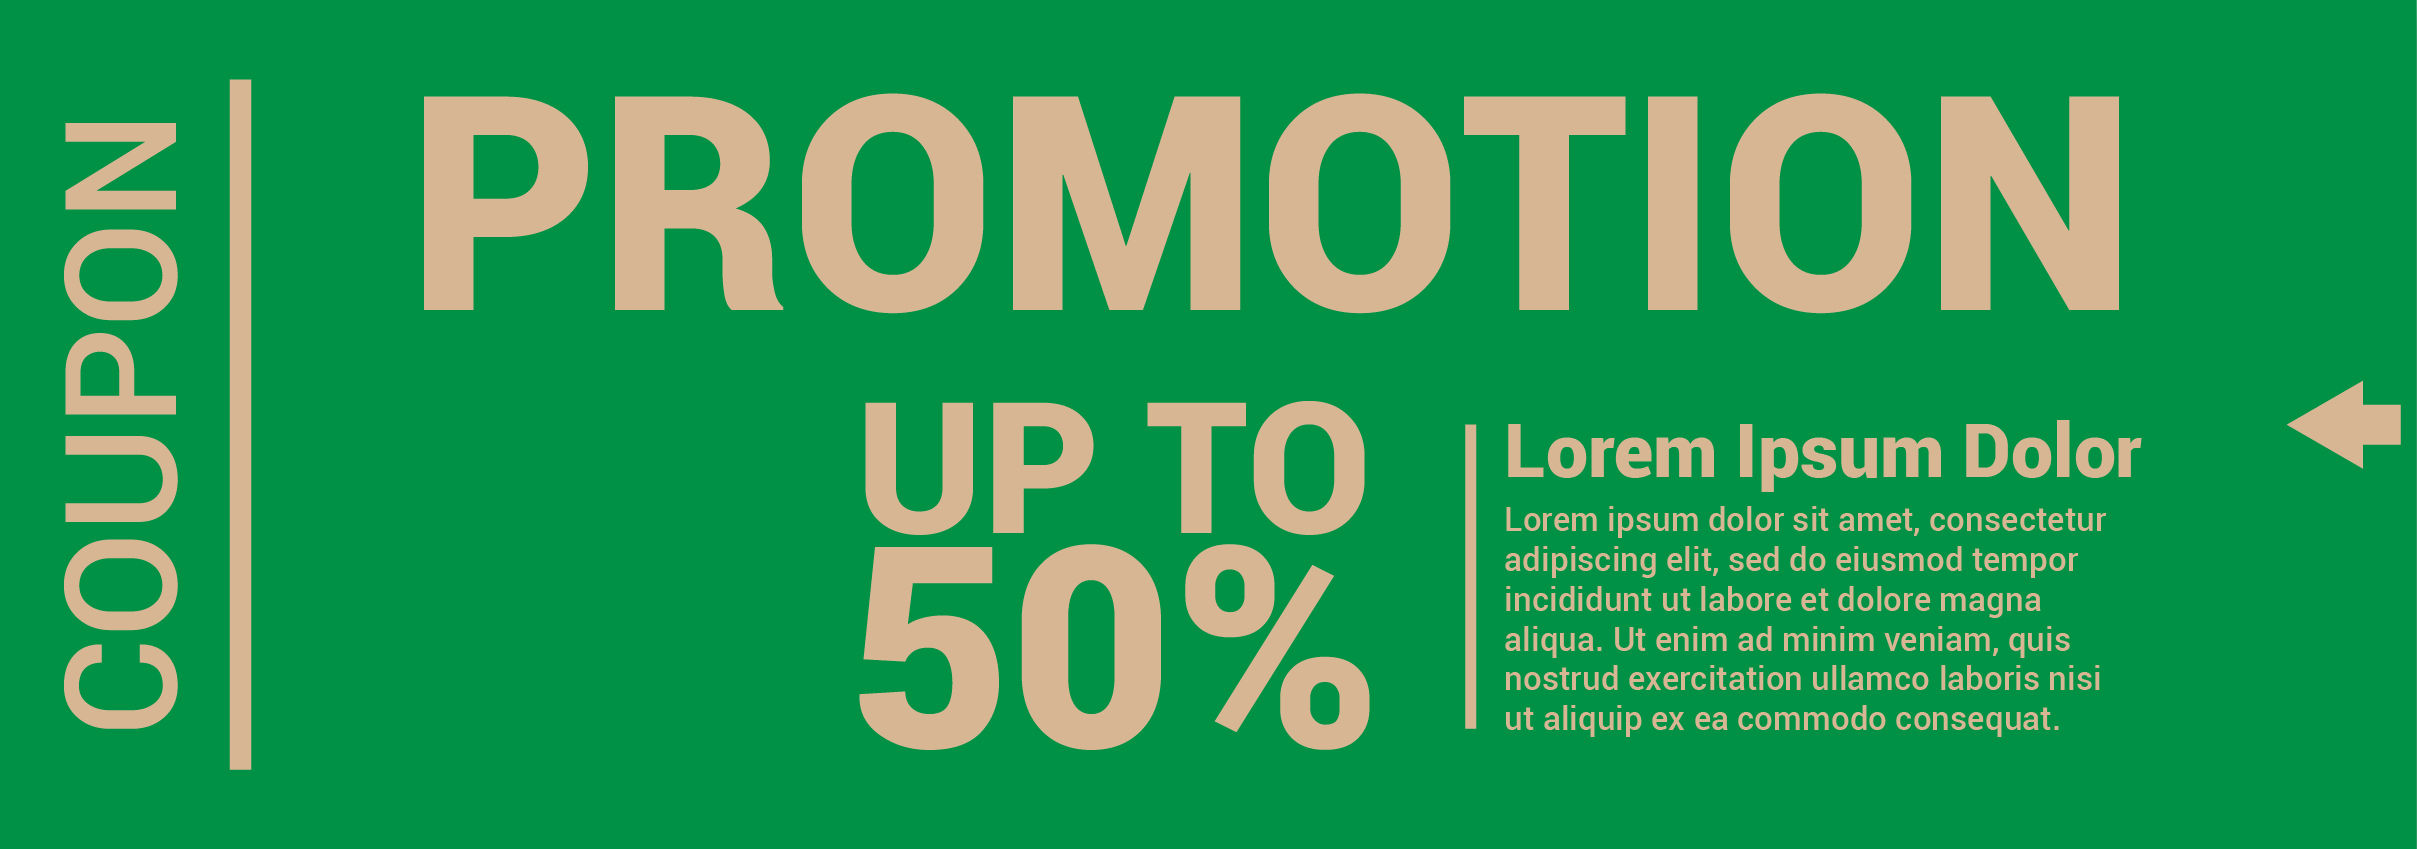 COUPON
PROMOTION
UP TO
50%
Lorem Ipsum Dolor
Lorem ipsum dolor sit amet, consectetur
adipiscing elit, sed do eiusmod tempor
incididunt ut labore et dolore magna
aliqua. Ut enim ad minim veniam, quis
nostrud exercitation ullamco laboris nisi
ut aliquip ex ea commodo consequat.